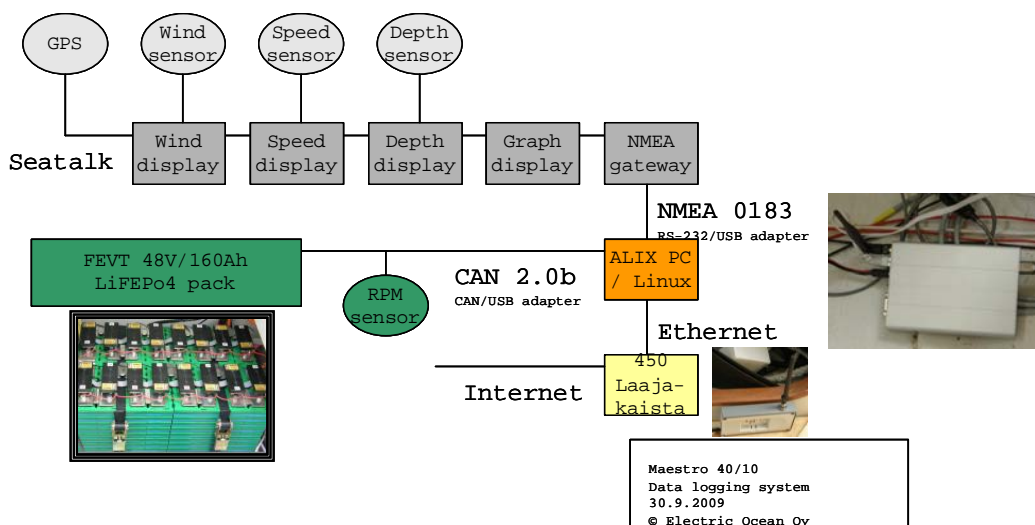 GPS
Wind
sensor
Speed
sensor
Depth
sensor
Wind
display
Speed
display
Depth
display
Graph
display
NMEA
gateway
Seatalk
NMEA 0183
RS-232/USB adapter
FEVT 48V/160Ah
LiFEPo4 pack
RPM
sensor
CAN 2.0b
CAN/USB adapter
ALIX PC
/ Linux
Ethernet
450
Laaja-
kaista
Internet
Maestro 40/10
Data logging system
30.9.2009
© Electric Ocean Oy